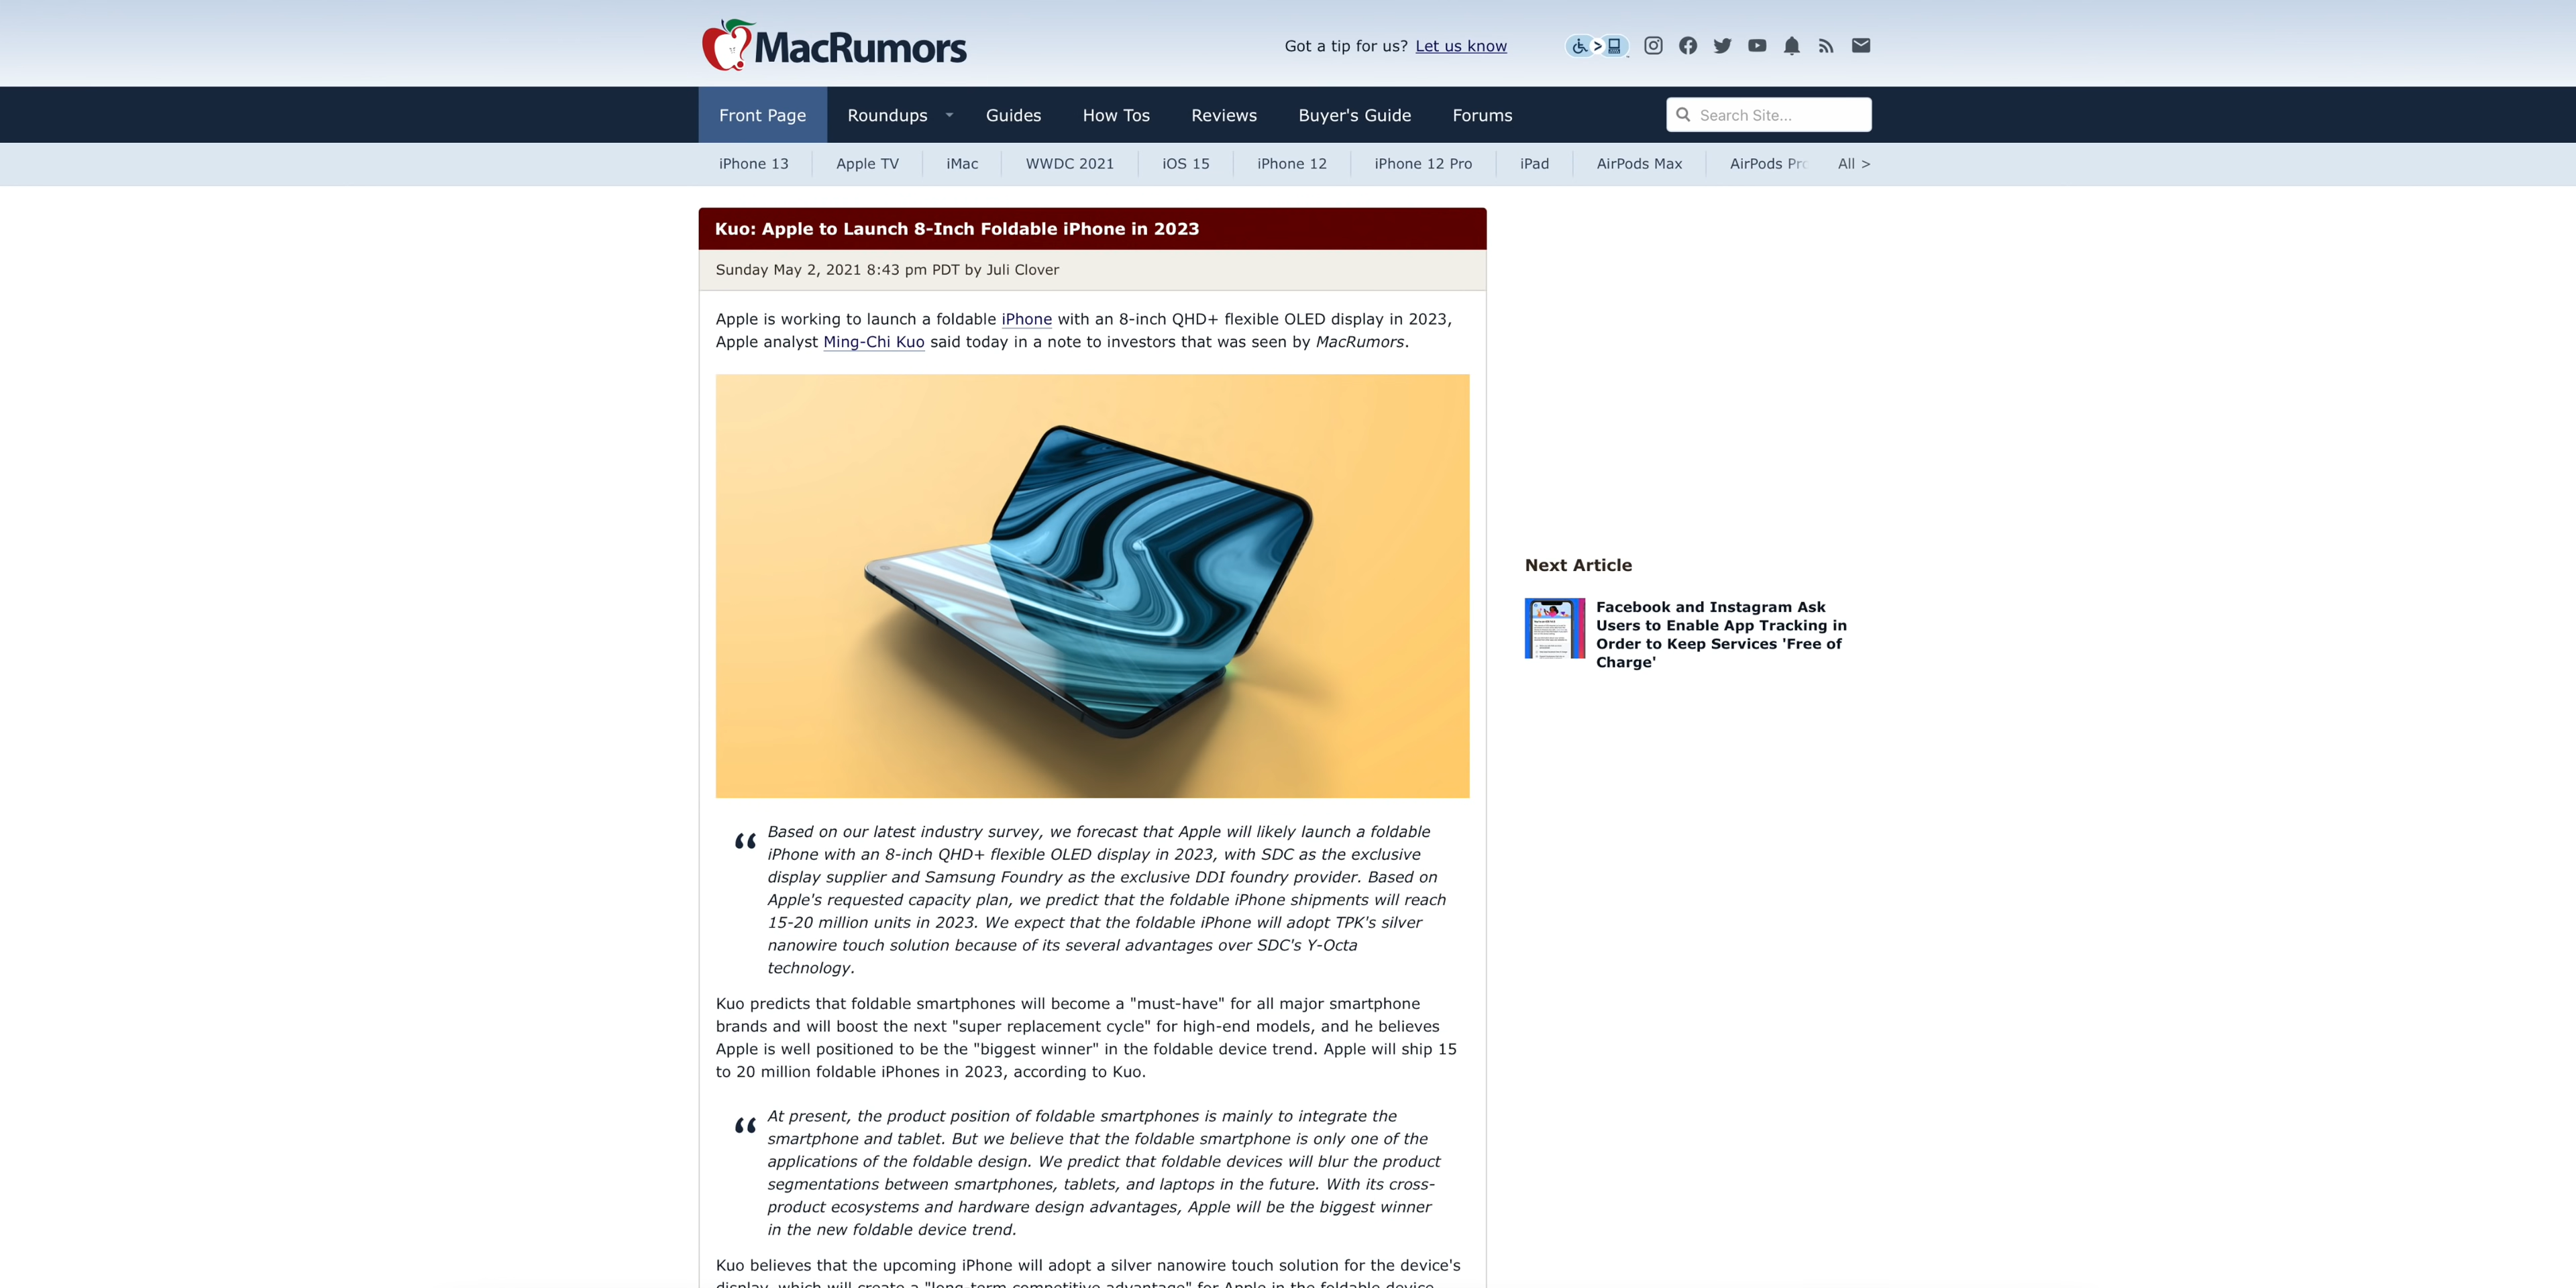 MacRumors
Got a tip for us? Let us know
Front Page
Roundups
Guides
How Tos
Reviews
Buyer's Guide
Forums
Search Site...
iPhone 13
Apple TV
iMac
WWDC 2021
iOS 15
iPhone 12
iPhone 12 Pro
iPad
AirPods Max
AirPods Pro
All >
Kuo: Apple to Launch 8-Inch Foldable iPhone in 2023
Sunday May 2, 2021 8:43 pm PDT by Juli Clover
Apple is working to launch a foldable iPhone with an 8-inch QHD+ flexible OLED display in 2023,
Apple analyst Ming-Chi Kuo said today in a note to investors that was seen by MacRumors.
“ Based on our latest industry survey, we forecast that Apple will likely launch a foldable
iPhone with an 8-inch QHD+ flexible OLED display in 2023, with SDC as the exclusive
display supplier and Samsung Foundry as the exclusive DDI foundry provider. Based on
Apple's requested capacity plan, we predict that the foldable iPhone shipments will reach
15-20 million units in 2023. We expect that the foldable iPhone will adopt TPK's silver
nanowire touch solution because of its several advantages over SDC's Y-Octa
technology.
Kuo predicts that foldable smartphones will become a "must-have" for all major smartphone
brands and will boost the next "super replacement cycle" for high-end models, and he believes
Apple is well positioned to be the "biggest winner" in the foldable device trend. Apple will ship 15
to 20 million foldable iPhones in 2023, according to Kuo.
“ At present, the product position of foldable smartphones is mainly to integrate the
smartphone and tablet. But we believe that the foldable smartphone is only one of the
applications of the foldable design. We predict that foldable devices will blur the product
segmentations between smartphones, tablets, and laptops in the future. With its cross-
product ecosystems and hardware design advantages, Apple will be the biggest winner
in the new foldable device trend.
Kuo believes that the upcoming iPhone will adopt a silver nanowire touch solution for the device's
display, which will create a "long-term competitive advantage" for Apple in the foldable device
Next Article
Facebook and Instagram Ask
Users to Enable App Tracking in
Order to Keep Services 'Free of
Charge'